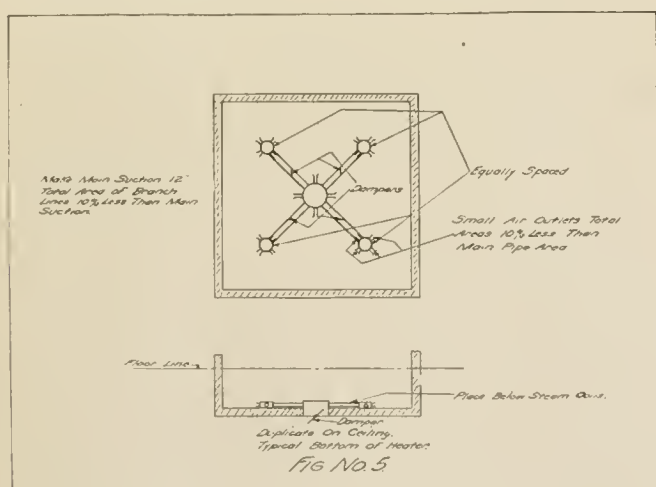 Make Main Suction 12"
Total Area of Branch
Lines 10% Less Then Main
Suction.
Dampers
Equally Spaced
Small Air Outlets Total
Areas 10% Less Then
Main Pipe Area
Floor Line
Place Below Steam Coils.
Damper
Duplicate On Ceiling.
Typical Bottom of Heater.
FIG NO. 5